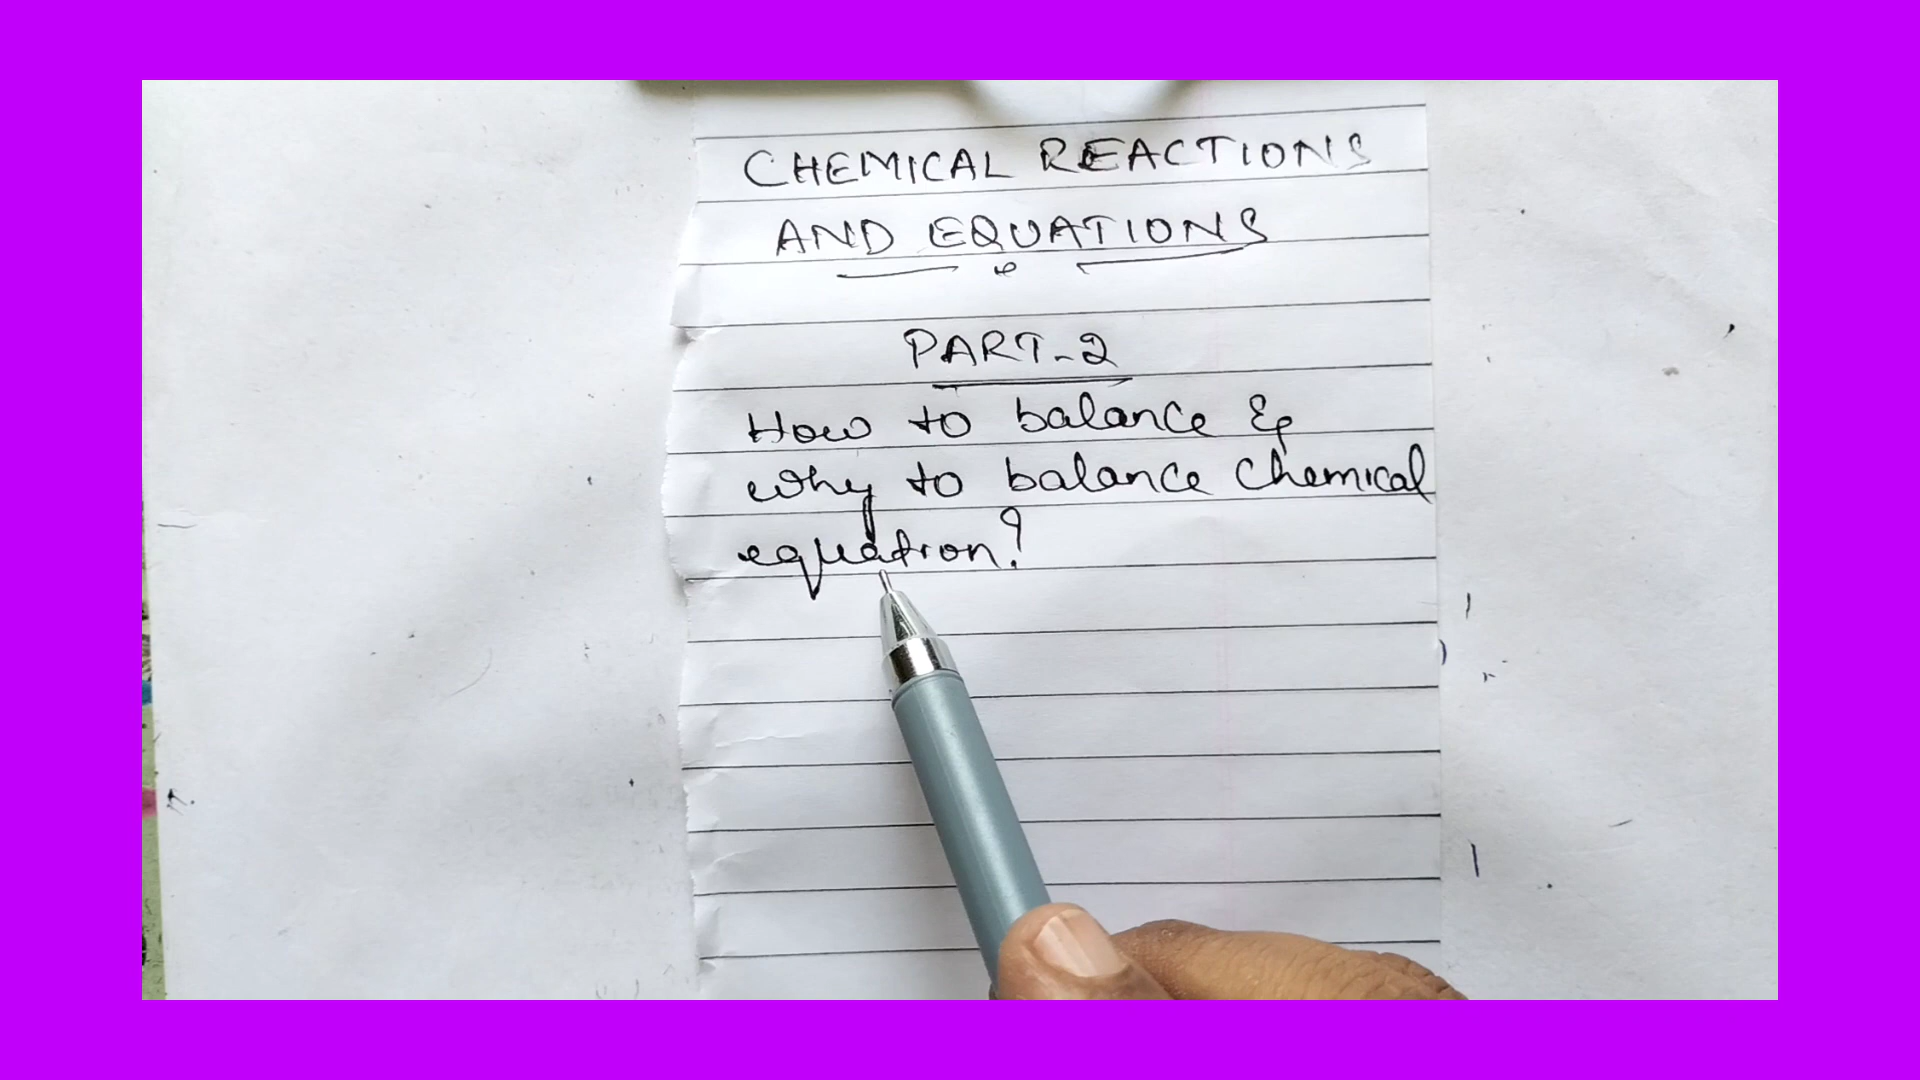 CHEMICAL REACTIONS
AND EQUATIONS
PART-2
How to balance &
why to balance chemical
equation?